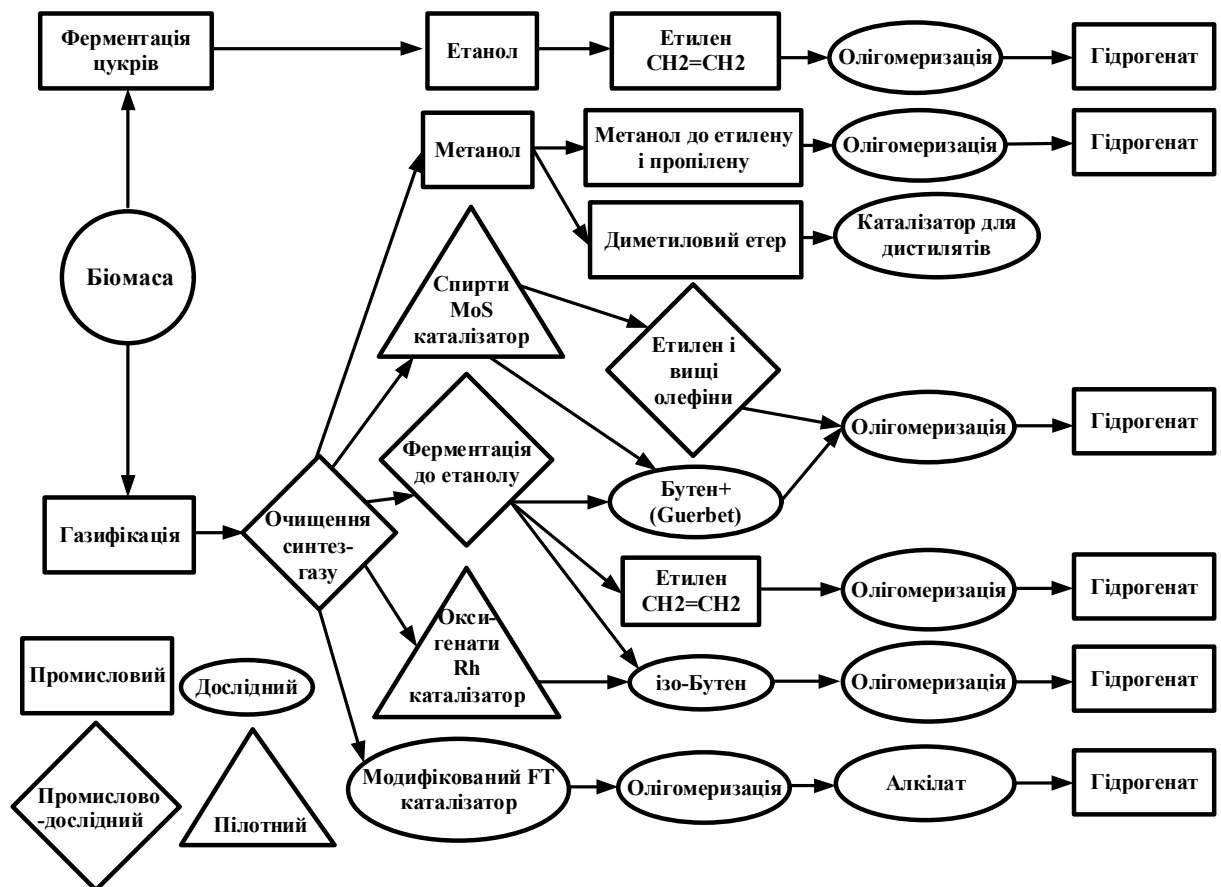 Ферментація
цукрів
Етанол
Етилен
CH2=CH2
Олігомеризація
Гідрогенат
Метанол
Метанол до етилену
і пропілену
Олігомеризація
Гідрогенат
Диметиловий етер
Каталізатор для
дистилятів
Біомаса
Спирти
MoS
каталізатор
Етилен і
вищі
олефіни
Олігомеризація
Гідрогенат
Ферментація
до етанолу
Бутен+
(Guerbet)
Газифікація
Очищення
синтез-
газу
Етилен
CH2=CH2
Олігомеризація
Гідрогенат
Окси-
генати
Rh
каталізатор
ізо-Бутен
Олігомеризація
Гідрогенат
Модифікований FT
каталізатор
Олігомеризація
Алкілат
Гідрогенат
Промисловий
Дослідний
Промислово
-дослідний
Пілотний